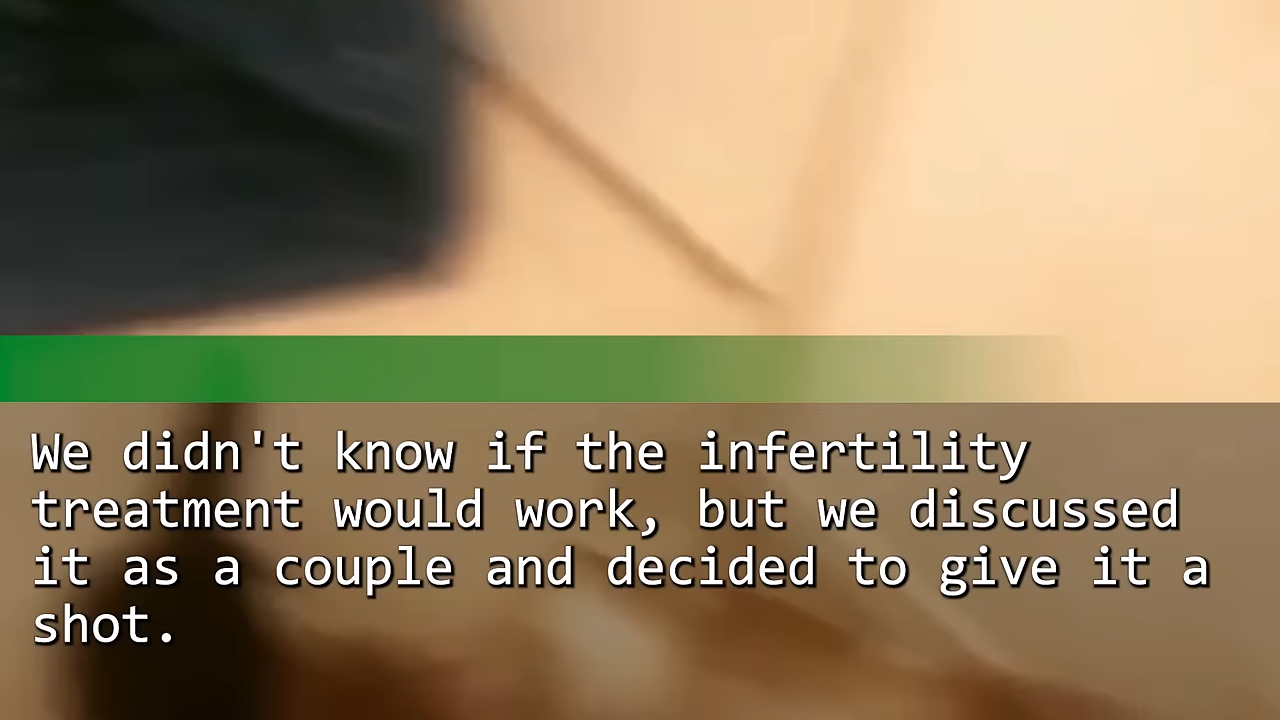 We didn't know if the infertility
treatment would work, but we discussed
it as a couple and decided to give it a
shot.